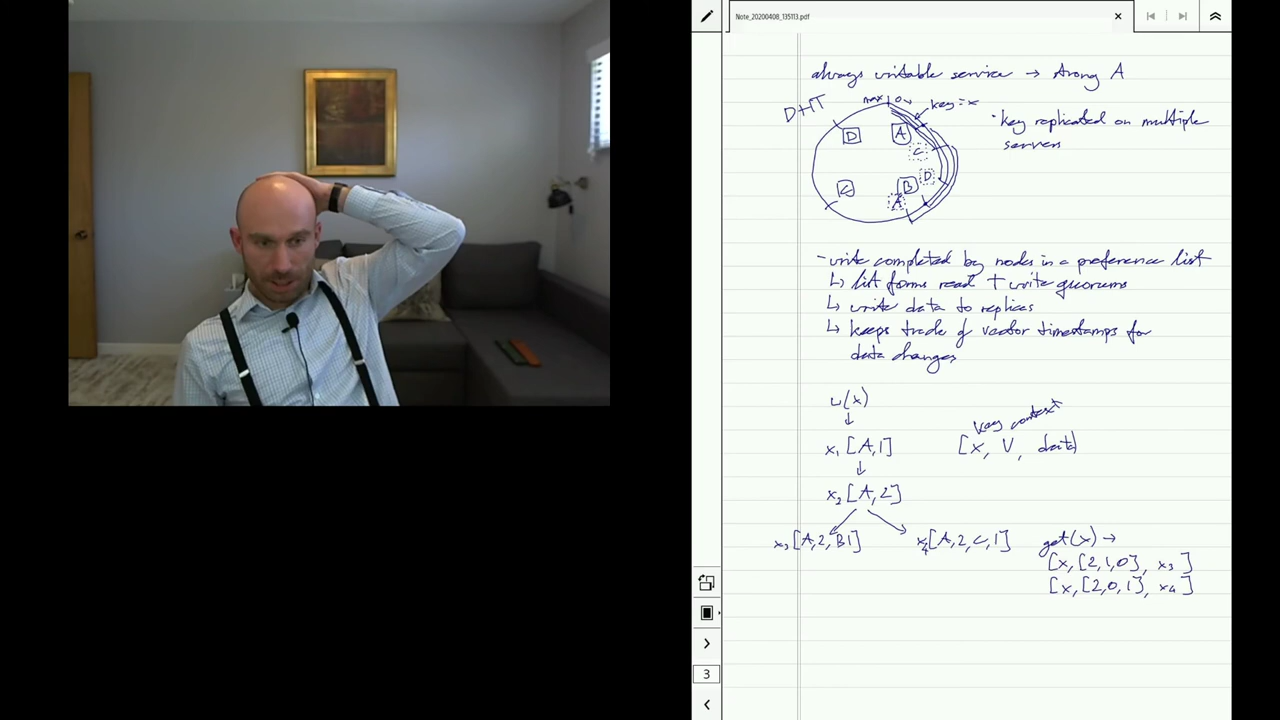 Note_20200408_135113.pdf
always writable service → strong A
DHT
max | 0
key = x
D
A
C
D
C
B
A
· key replicated on multiple
servers
- write completed by nodes in a preference list
↳ list forms read + write quorums
↳ write data to replicas
↳ keeps track of vector timestamps for
data changes
w(x)
↓
key context
x₁ [A,1]
[x, V, data]
↓
x₂ [A,2]
x₃ [A,2,B1]
x₄ [A,2,C,1]
get(x) →
[x, [2,1,0], x₃ ]
[x, [2,0,1], x₄ ]
3